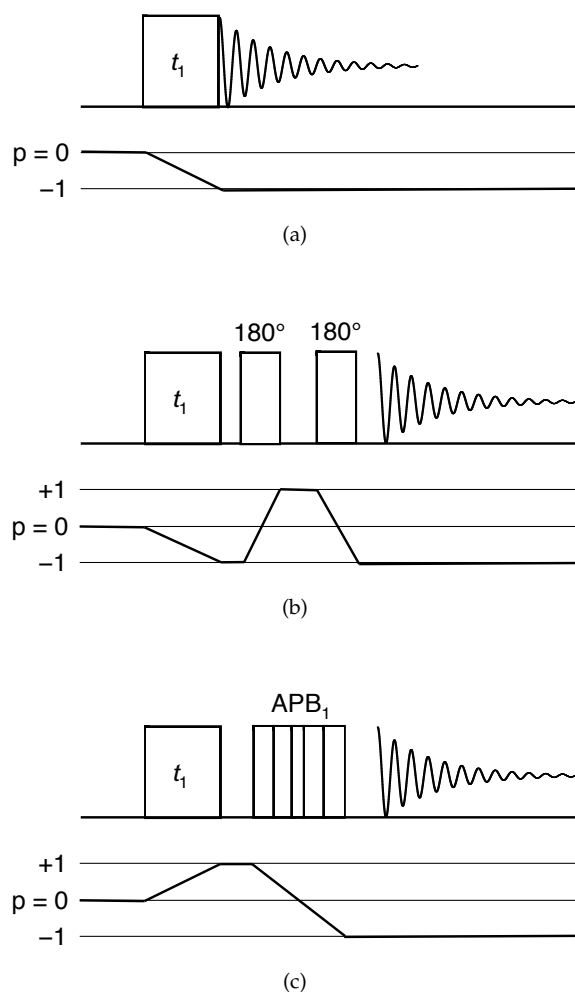 t₁
p = 0
−1
(a)
180° 180°
t₁
+1
p = 0
−1
(b)
APB₁
t₁
+1
p = 0
−1
(c)